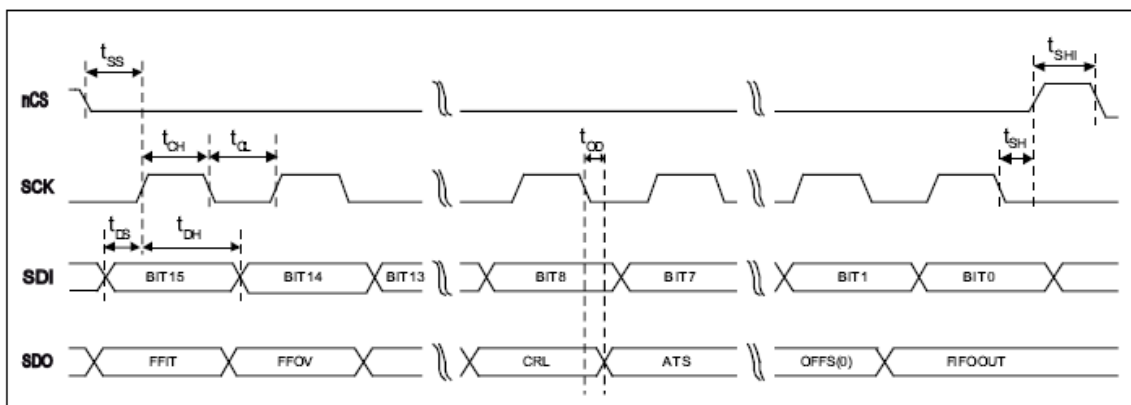 tSS
tSHI
nCS
tCH
tCL
tOD
tSH
SCK
tDS
tDH
SDI
BIT15
BIT14
BIT13
BIT8
BIT7
BIT1
BIT0
SDO
FFIT
FFOV
CRL
ATS
OFFS(0)
FIFOOUT